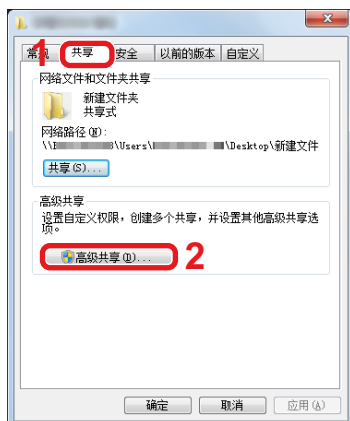 1
常规 共享 安全 以前的版本 自定义
网络文件和文件夹共享
新建文件夹
共享式
网络路径(N):
\Users\ \Desktop\新建文件
共享(S)...
高级共享
设置自定义权限，创建多个共享，并设置其他高级共享选
项。
高级共享(D)... 2
确定 取消 应用(A)